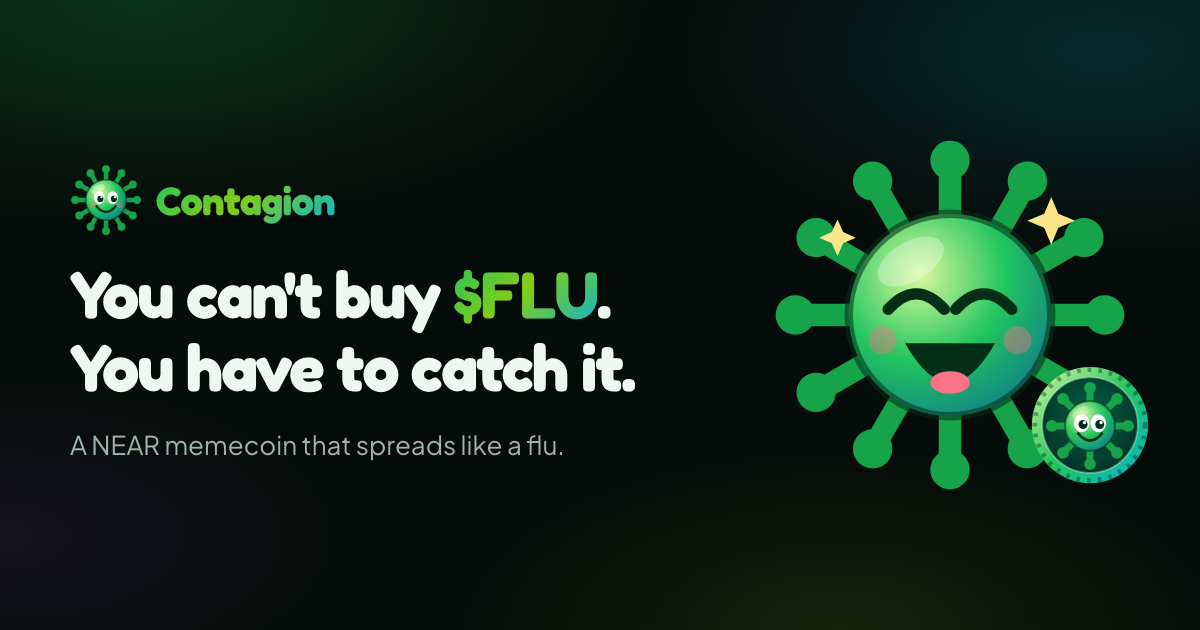 Contagion
You can't buy $FLU.
You have to catch it.
A NEAR memecoin that spreads like a flu.